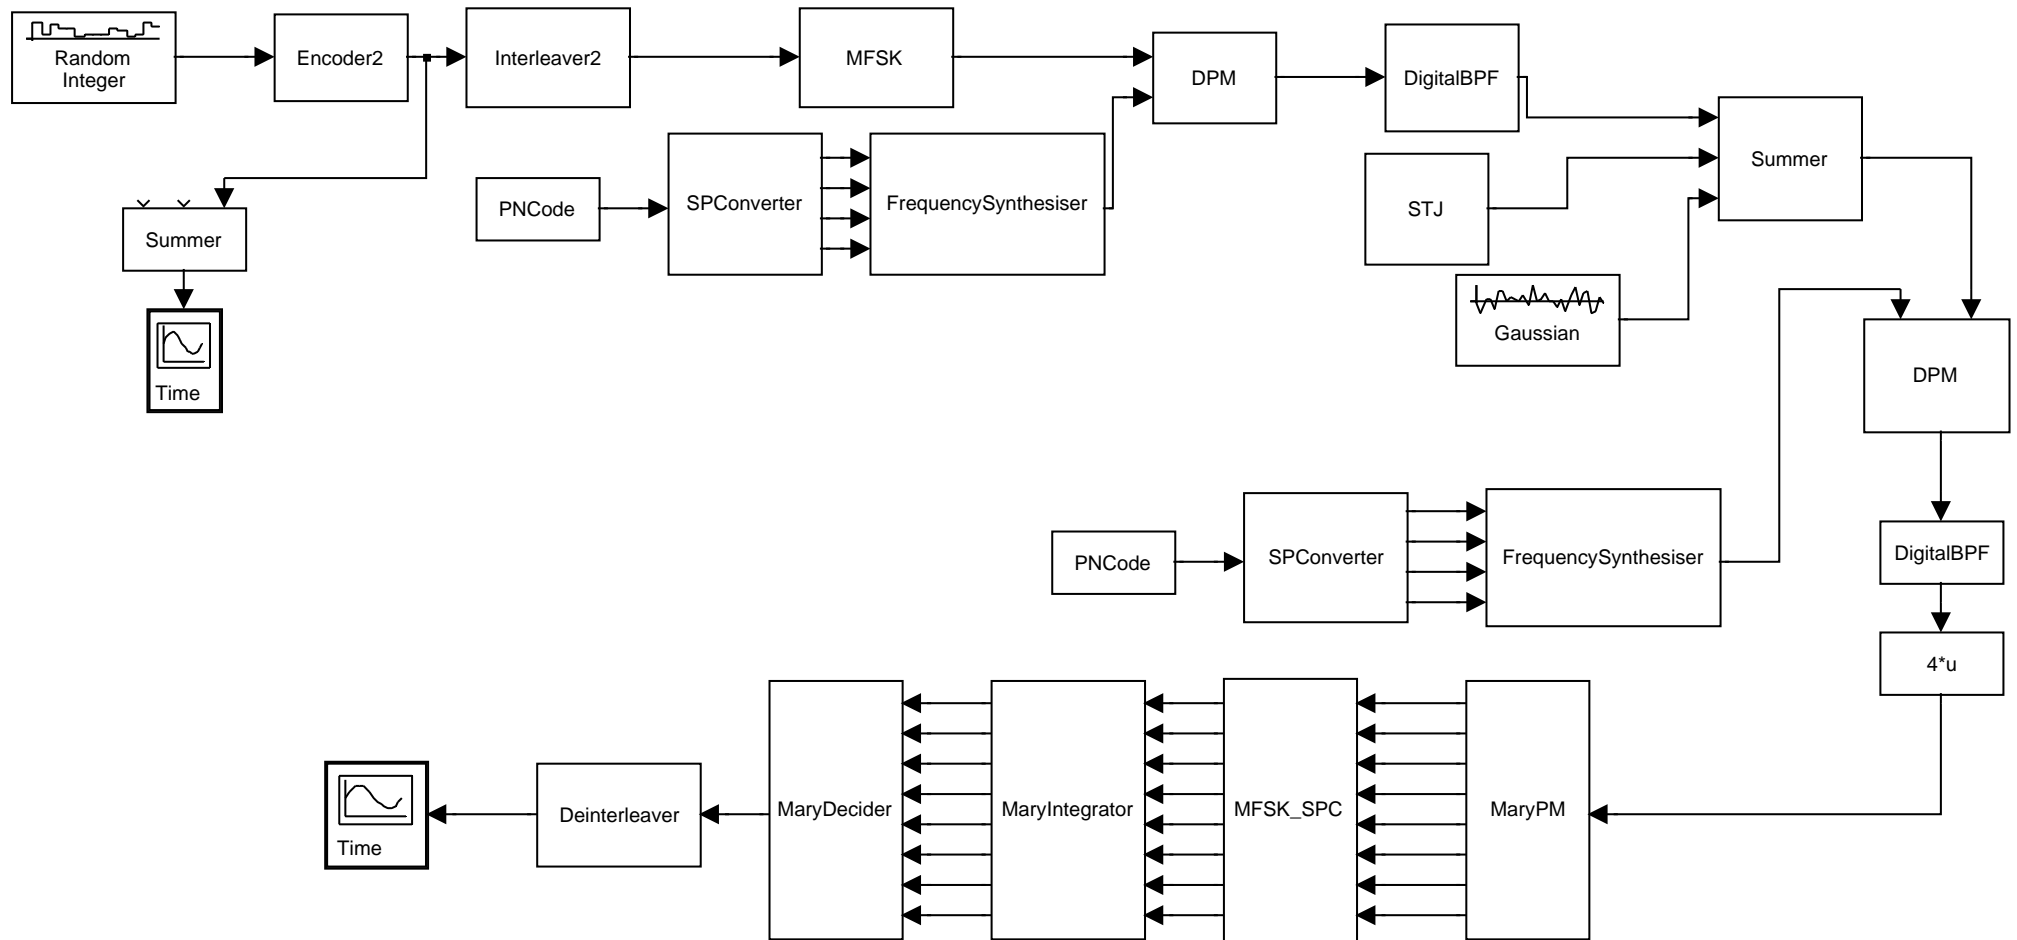 Random
Integer
Encoder2
Interleaver2
MFSK
DPM
DigitalBPF
Summer
PNCode
SPConverter
FrequencySynthesiser
STJ
Gaussian
Summer
Time
DPM
PNCode
SPConverter
FrequencySynthesiser
DigitalBPF
4*u
MaryPM
MFSK_SPC
MaryIntegrator
MaryDecider
Deinterleaver
Time